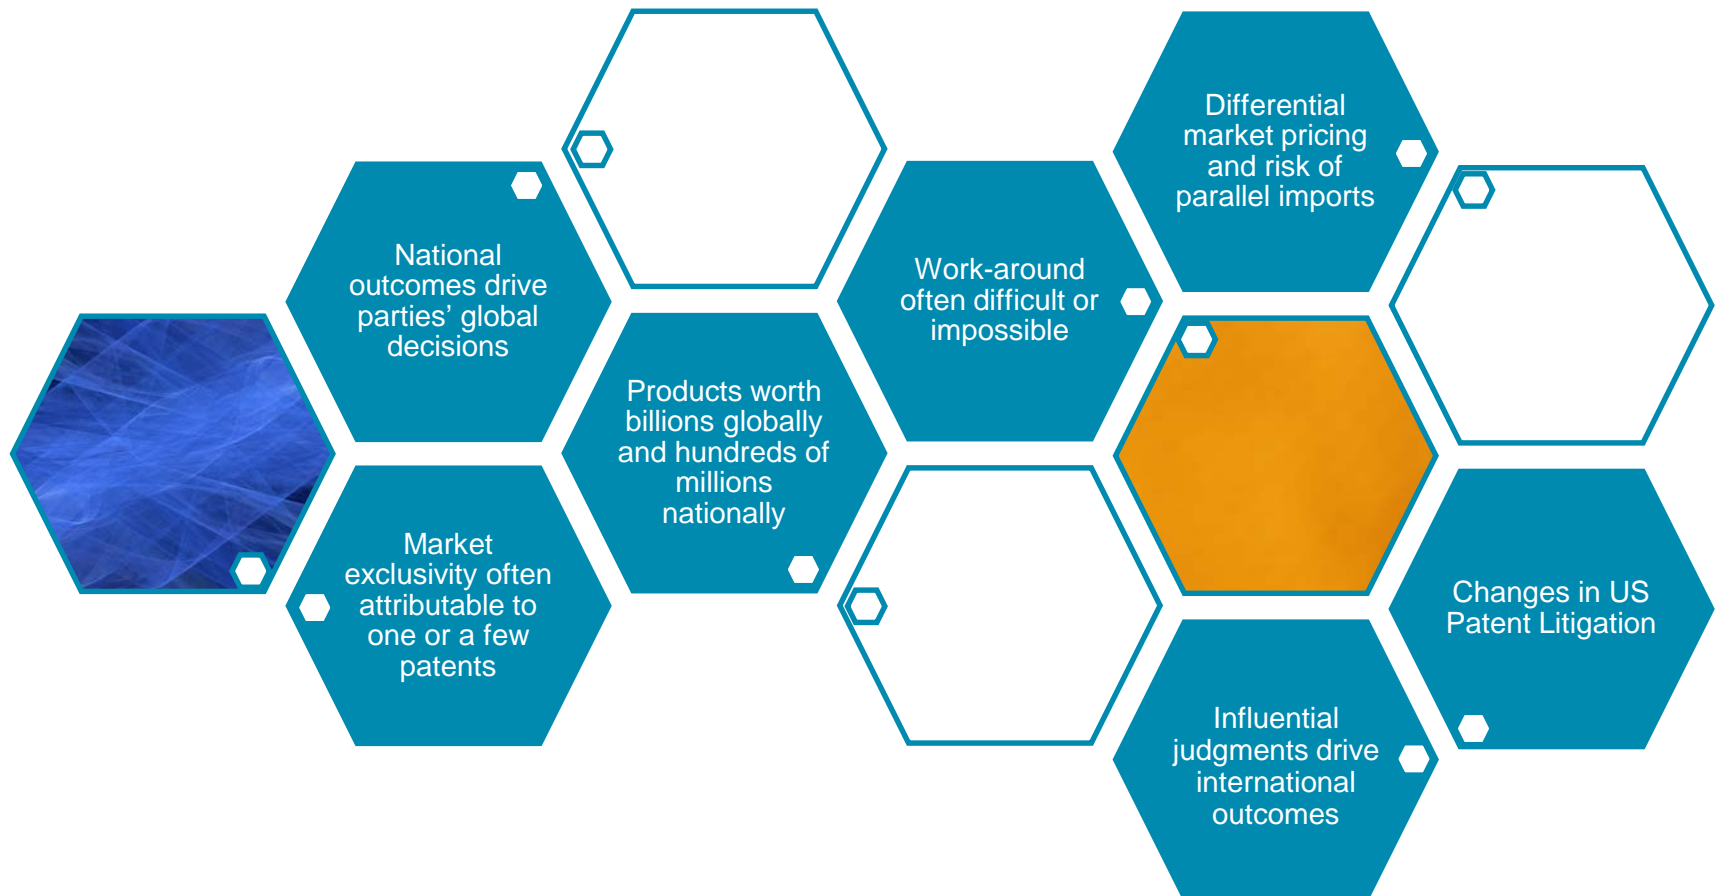 National
outcomes drive
parties’ global
decisions
Market
exclusivity often
attributable to
one or a few
patents
Products worth
billions globally
and hundreds of
millions
nationally
Work-around
often difficult or
impossible
Differential
market pricing
and risk of
parallel imports
Influential
judgments drive
international
outcomes
Changes in US
Patent Litigation